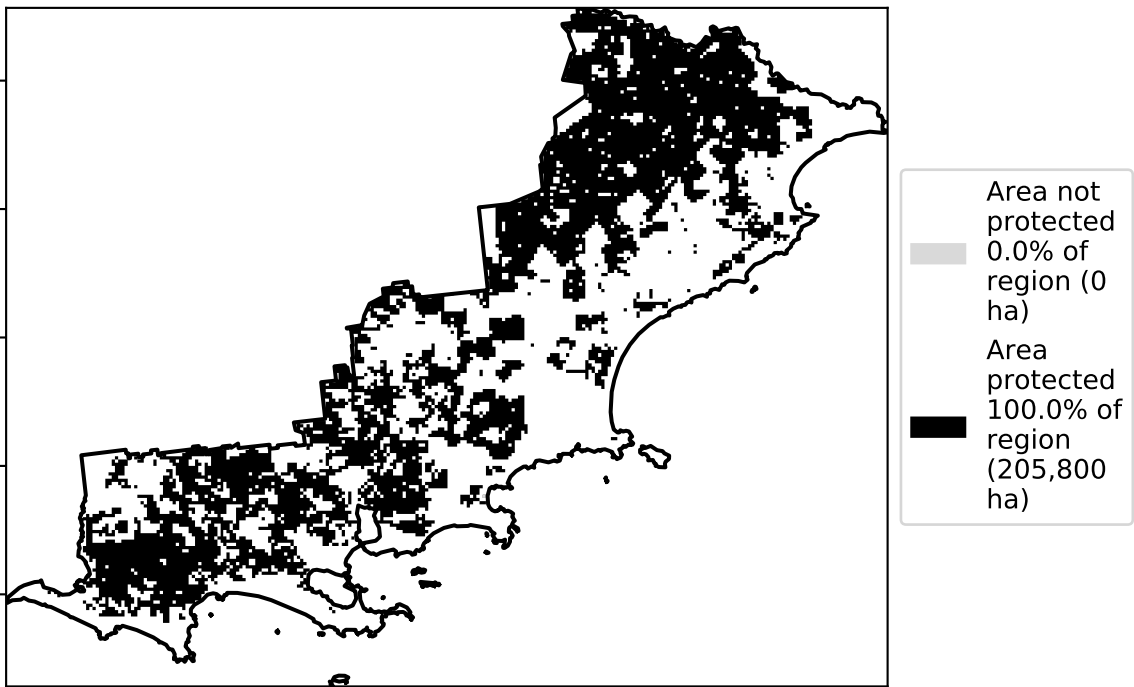 Area not
protected
0.0% of
region (0
ha)
Area
protected
100.0% of
region
(205,800
ha)